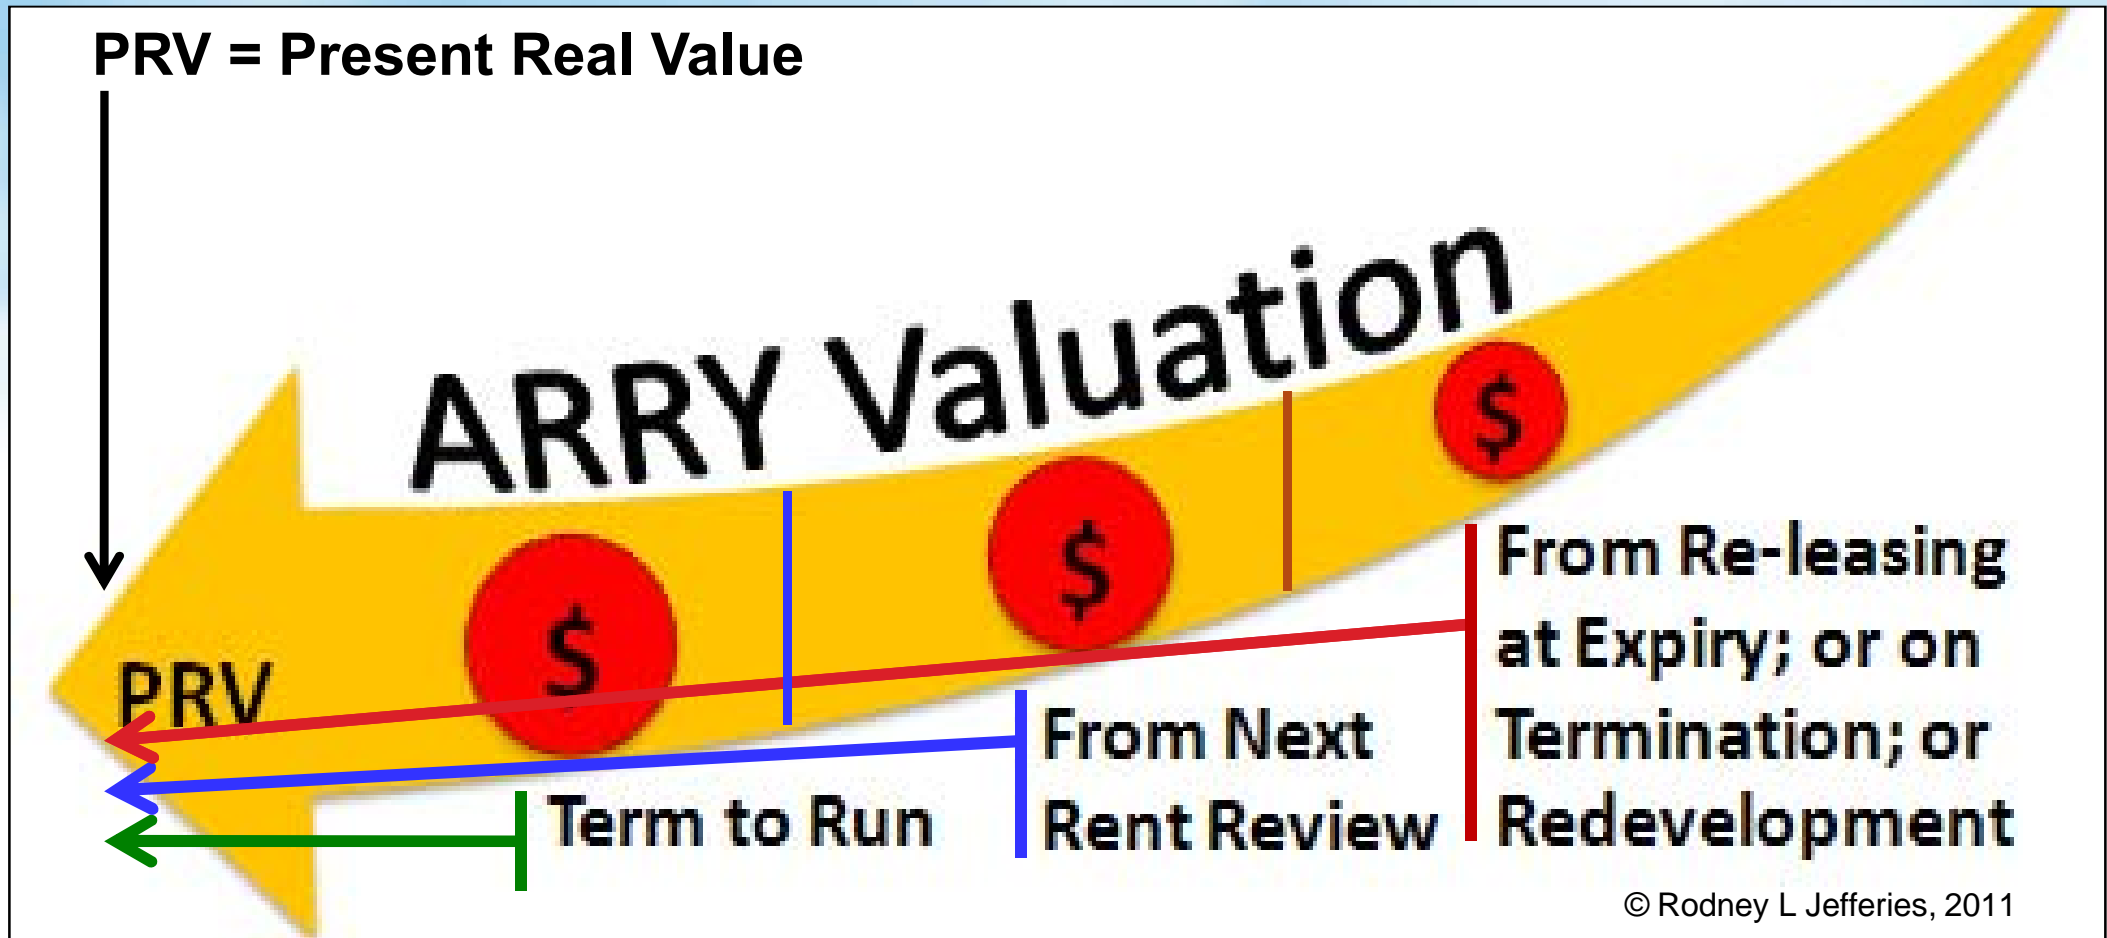 PRV = Present Real Value
ARRY Valuation
$
$
$
PRV
From Re-leasing
at Expiry; or on
Termination; or
Redevelopment
From Next
Rent Review
Term to Run
© Rodney L Jefferies, 2011